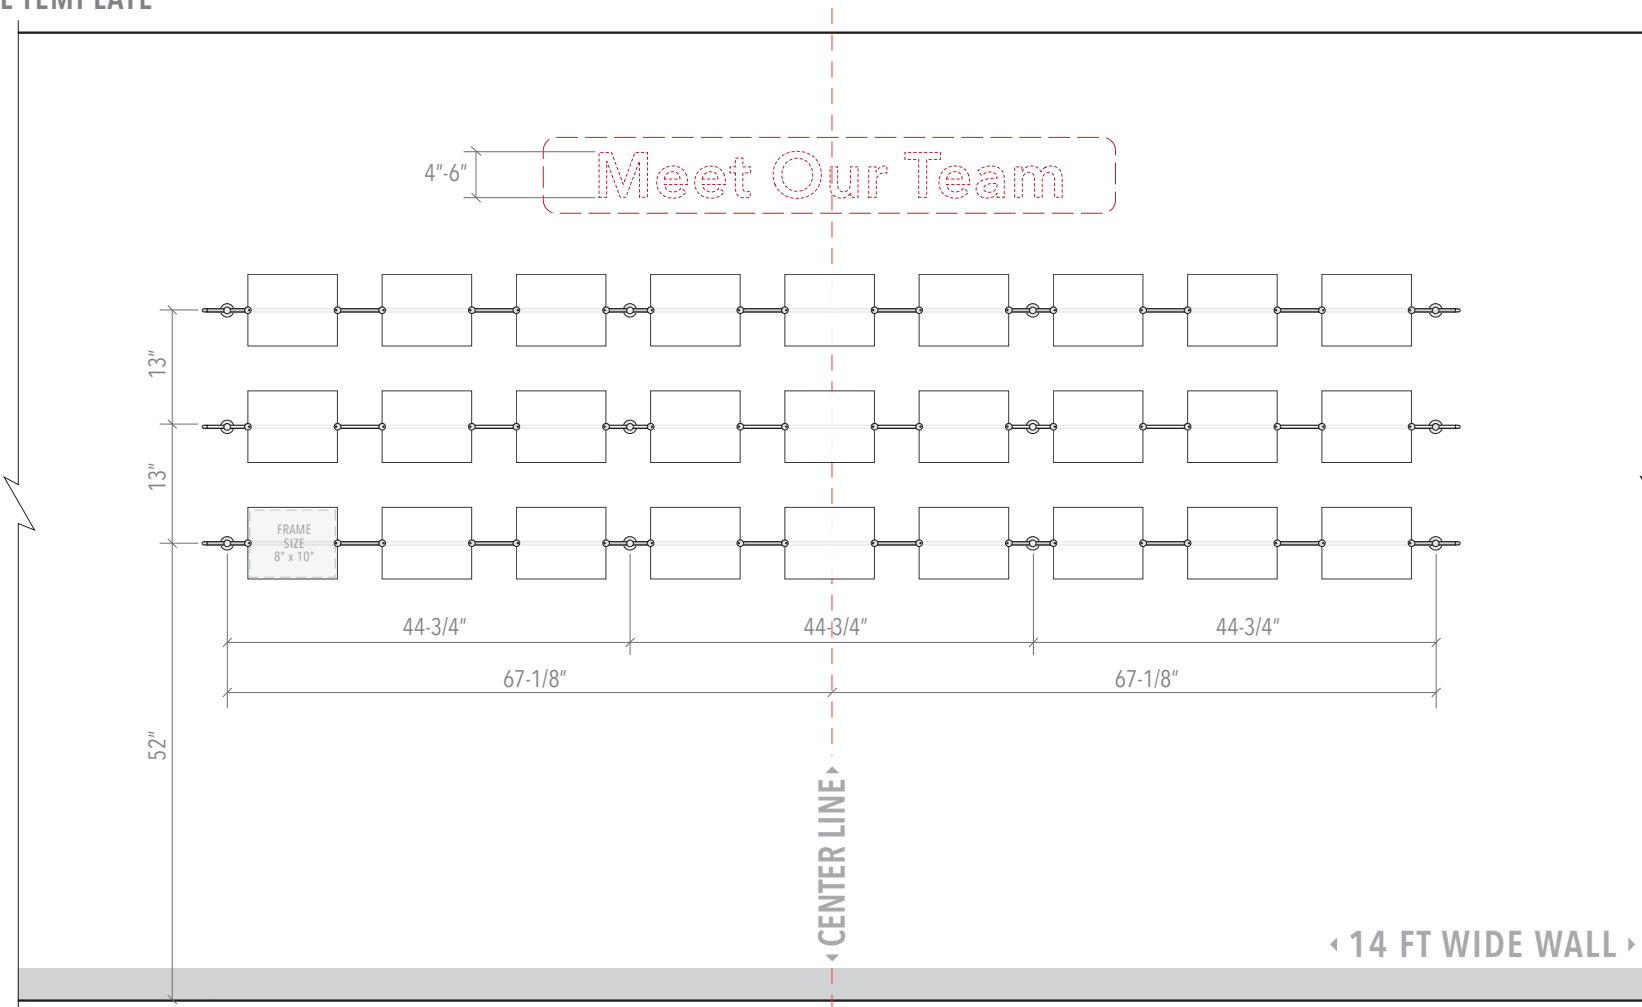 E TEMPLATE
4"-6"
Meet Our Team
13"
13"
FRAME
SIZE
8" x 10"
44-3/4"
44-3/4"
44-3/4"
67-1/8"
67-1/8"
52"
CENTER LINE
14 FT WIDE WALL